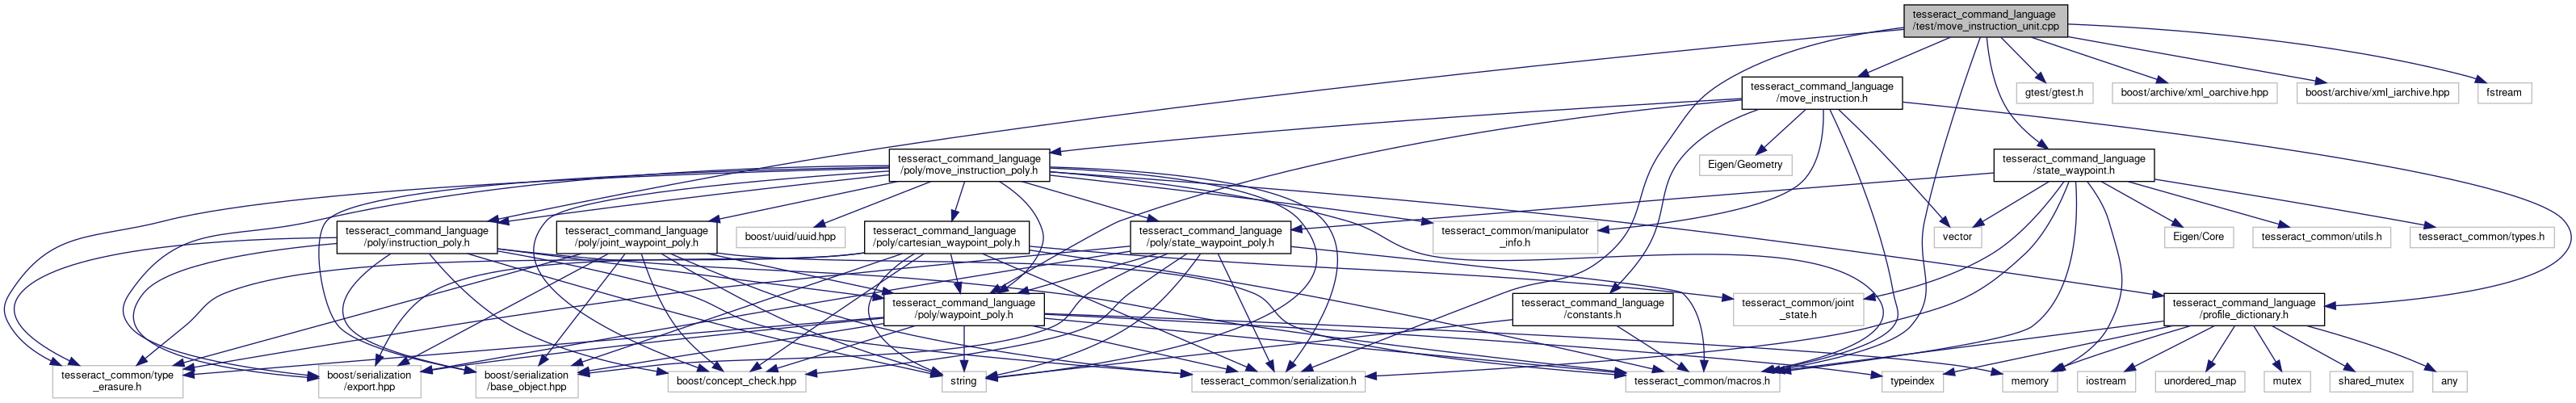 tesseract_command_language
/test/move_instruction_unit.cpp
tesseract_command_language
/move_instruction.h
gtest/gtest.h
boost/archive/xml_oarchive.hpp
boost/archive/xml_iarchive.hpp
fstream
tesseract_command_language
/poly/move_instruction_poly.h
Eigen/Geometry
tesseract_command_language
/state_waypoint.h
tesseract_command_language
/poly/instruction_poly.h
tesseract_command_language
/poly/joint_waypoint_poly.h
boost/uuid/uuid.hpp
tesseract_command_language
/poly/cartesian_waypoint_poly.h
tesseract_command_language
/poly/state_waypoint_poly.h
tesseract_common/manipulator
_info.h
vector
Eigen/Core
tesseract_common/utils.h
tesseract_common/types.h
tesseract_command_language
/poly/waypoint_poly.h
tesseract_command_language
/constants.h
tesseract_common/joint
_state.h
tesseract_command_language
/profile_dictionary.h
tesseract_common/type
_erasure.h
boost/serialization
/export.hpp
boost/serialization
/base_object.hpp
boost/concept_check.hpp
string
tesseract_common/serialization.h
tesseract_common/macros.h
typeindex
memory
iostream
unordered_map
mutex
shared_mutex
any